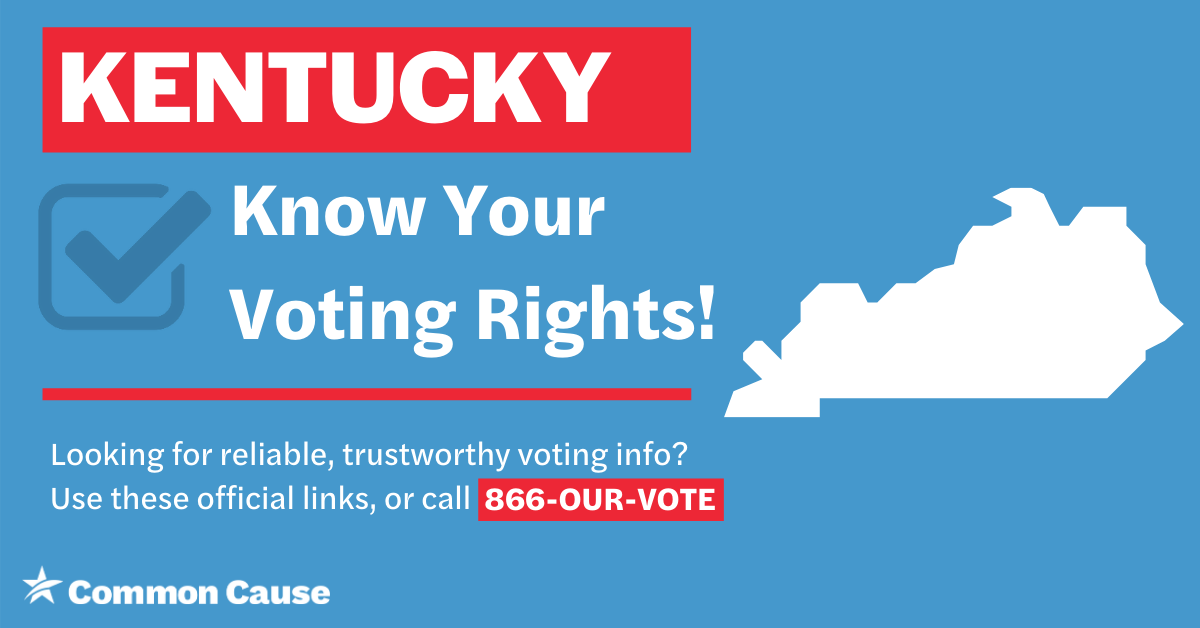 KENTUCKY
Know Your
Voting Rights!
Looking for reliable, trustworthy voting info?
Use these official links, or call 866-OUR-VOTE
Common Cause